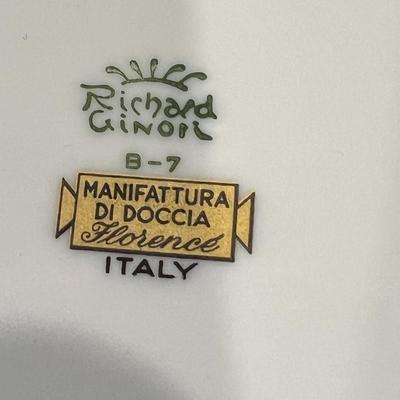 Richard
Ginori
B-7
MANIFATTURA
DI DOCCIA
Florence
ITALY